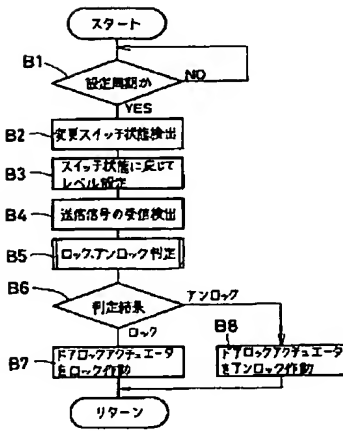 スタート
B1
設定周期か
NO
YES
B2
変更スイッチ状態検出
B3
スイッチ状態に応じて
レベル設定
B4
送信信号の受信検出
B5
ロック、アンロック判定
B6
判定結果
アンロック
ロック
B7
ドアロックアクチュエータ
をロック作動
B8
ドアロックアクチュエータ
をアンロック作動
リターン